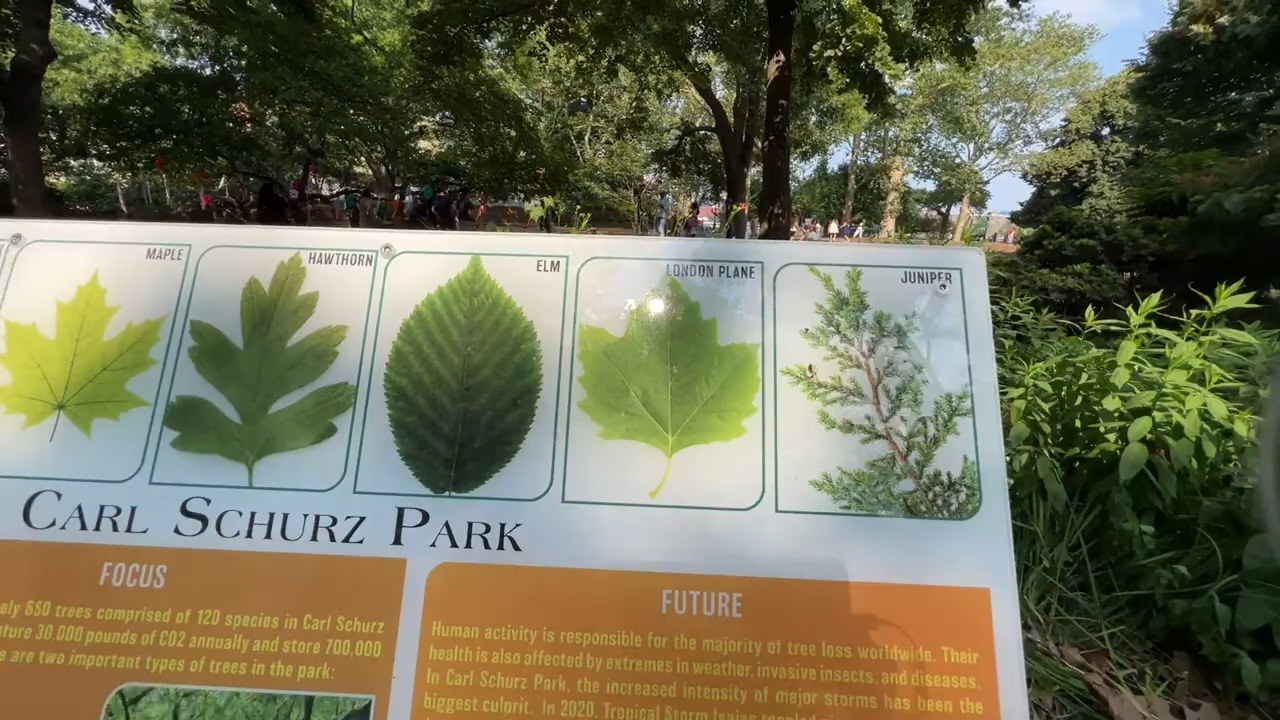 MAPLE
HAWTHORN
ELM
LONDON PLANE
JUNIPER
CARL SCHURZ PARK
FOCUS
ely 650 trees comprised of 120 species in Carl Schurz
ture 30,000 pounds of CO2 annually and store 700,000
e are two important types of trees in the park:
FUTURE
Human activity is responsible for the majority of tree loss worldwide. Their
health is also affected by extremes in weather, invasive insects, and diseases.
In Carl Schurz Park, the increased intensity of major storms has been the
biggest culprit. In 2020, Tropical Storm Isaias